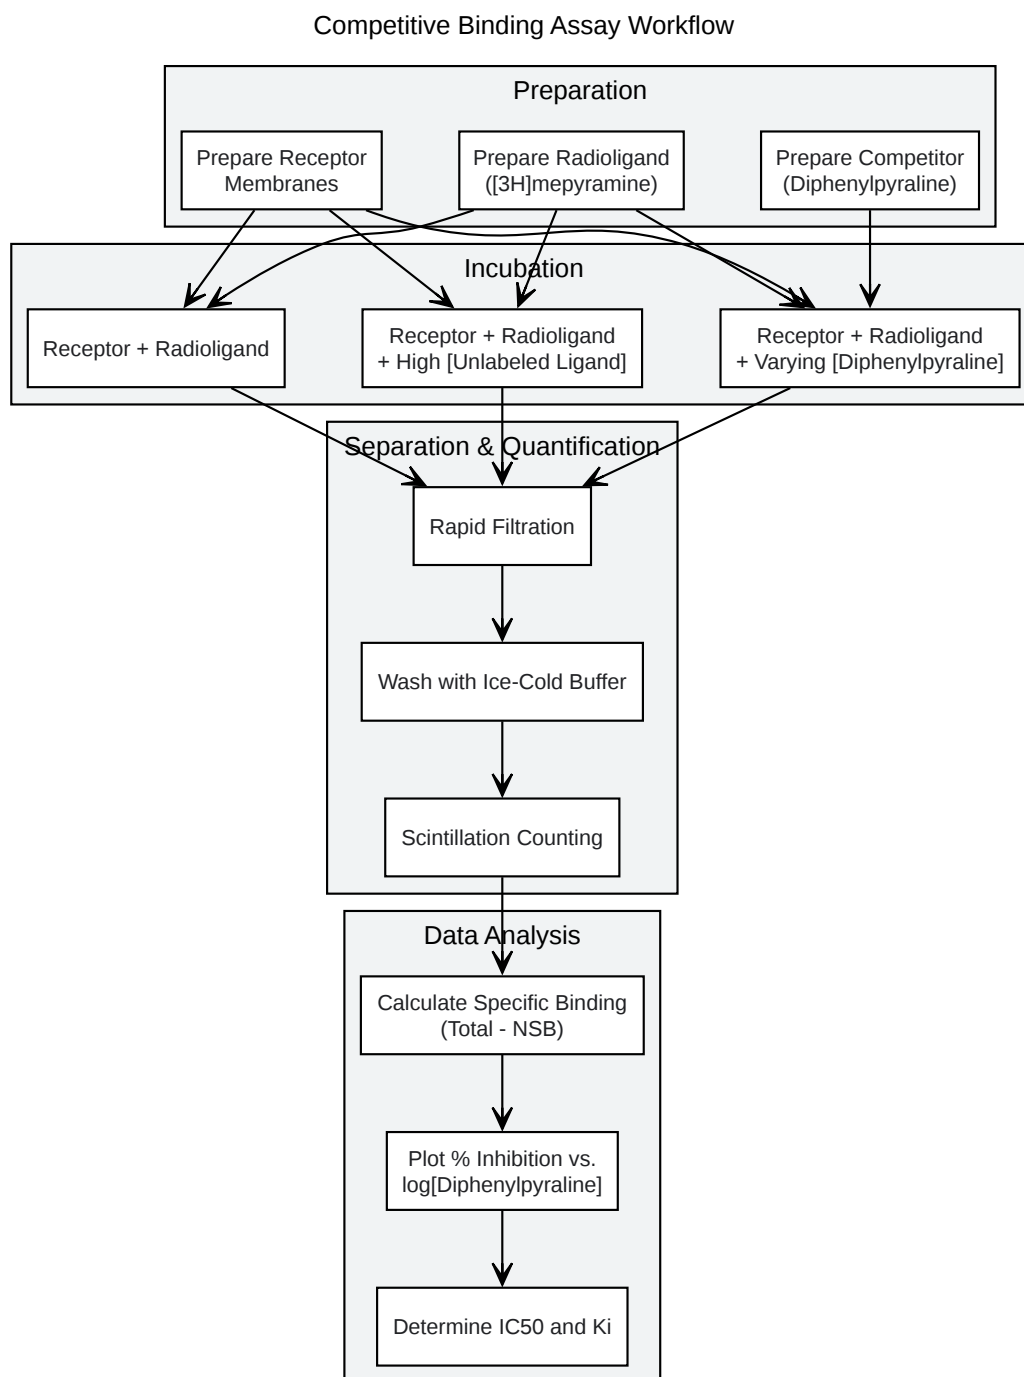 Competitive Binding Assay Workflow
Preparation
Prepare Receptor
Membranes
Prepare Radioligand
([3H]mepyramine)
Prepare Competitor
(Diphenylpyraline)
Incubation
Receptor + Radioligand
Receptor + Radioligand
+ High [Unlabeled Ligand]
Receptor + Radioligand
+ Varying [Diphenylpyraline]
Separation & Quantification
Rapid Filtration
Wash with Ice-Cold Buffer
Scintillation Counting
Data Analysis
Calculate Specific Binding
(Total - NSB)
Plot % Inhibition vs.
log[Diphenylpyraline]
Determine IC50 and Ki